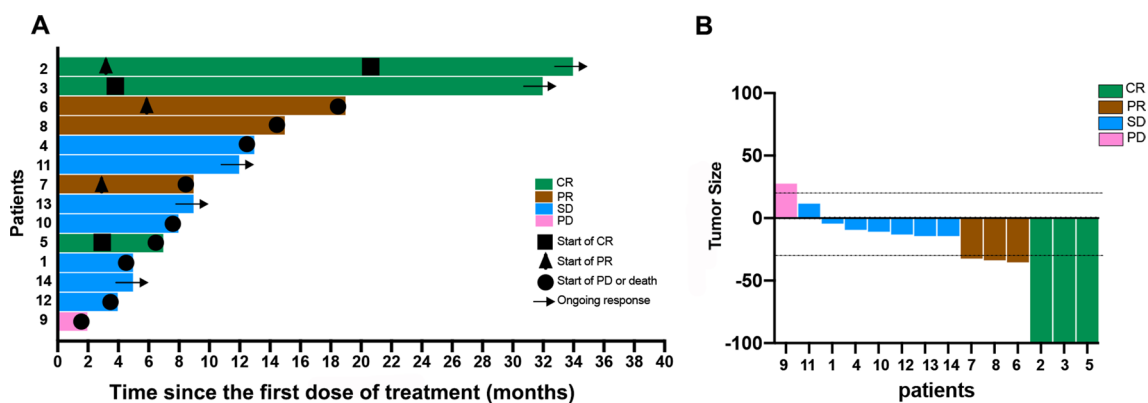 A
Patients
2
3
6
8
4
11
7
13
10
5
1
14
12
9
CR
PR
SD
PD
Start of CR
Start of PR
Start of PD or death
Ongoing response
0 2 4 6 8 10 12 14 16 18 20 22 24 26 28 30 32 34 36 38 40
Time since the first dose of treatment (months)
B
CR
PR
SD
PD
Tumor Size
100
50
0
-50
-100
9 11 1 4 10 12 13 14 7 8 6 2 3 5
patients